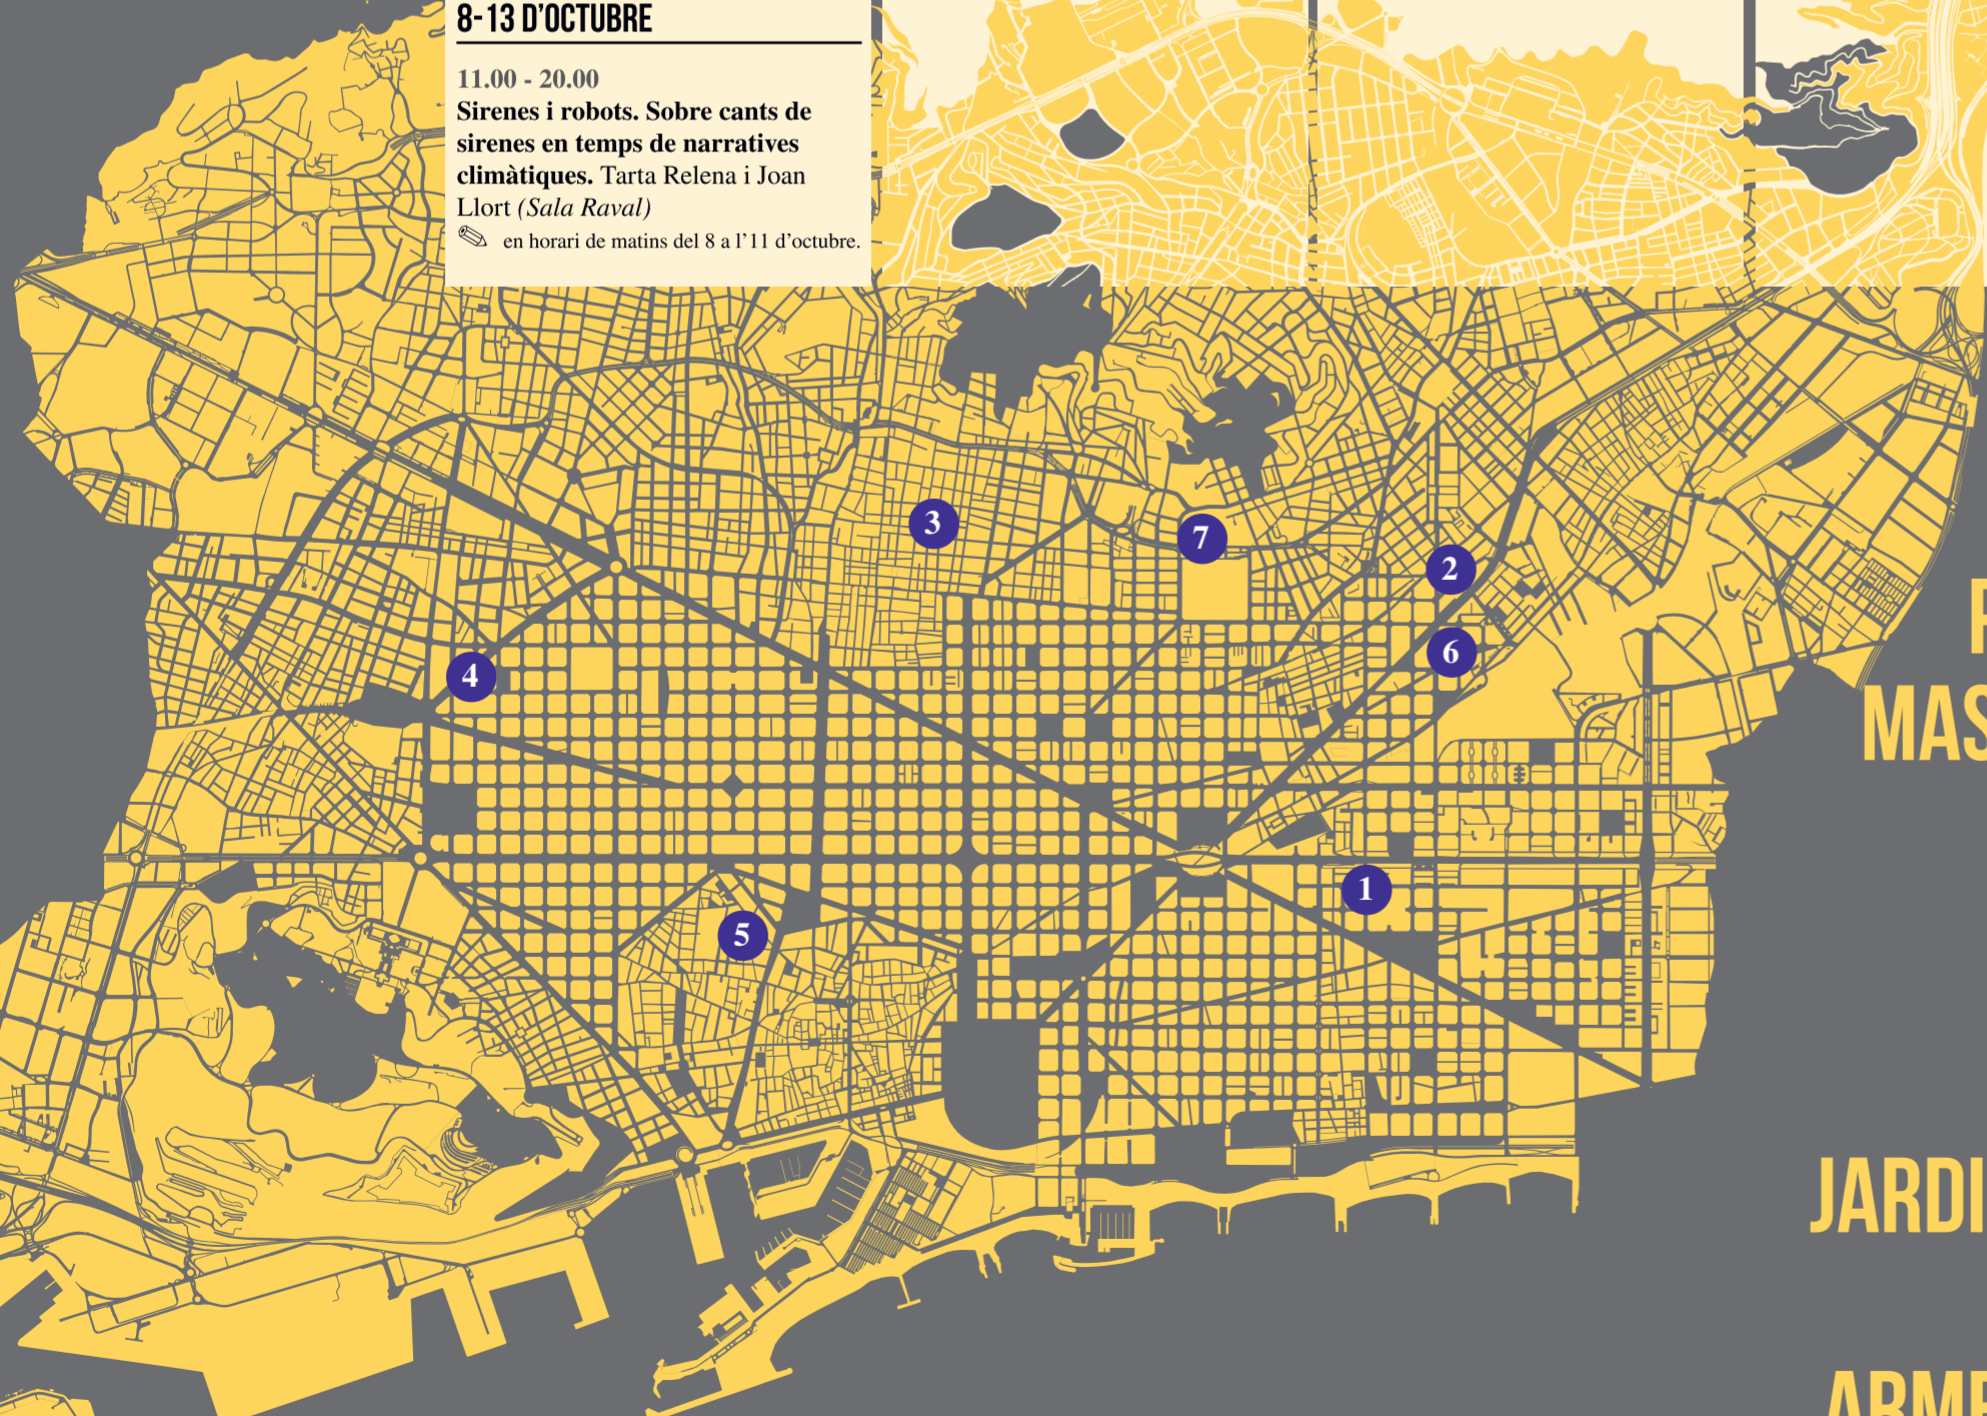 8-13 D’OCTUBRE
11.00 - 20.00
Sirenes i robots. Sobre cants de
sirenes en temps de narratives
climàtiques. Tarta Relena i Joan
Llort (Sala Raval)
en horari de matins del 8 a l’11 d’octubre.
3
7
2
6
4
1
5
MAS
JARDI